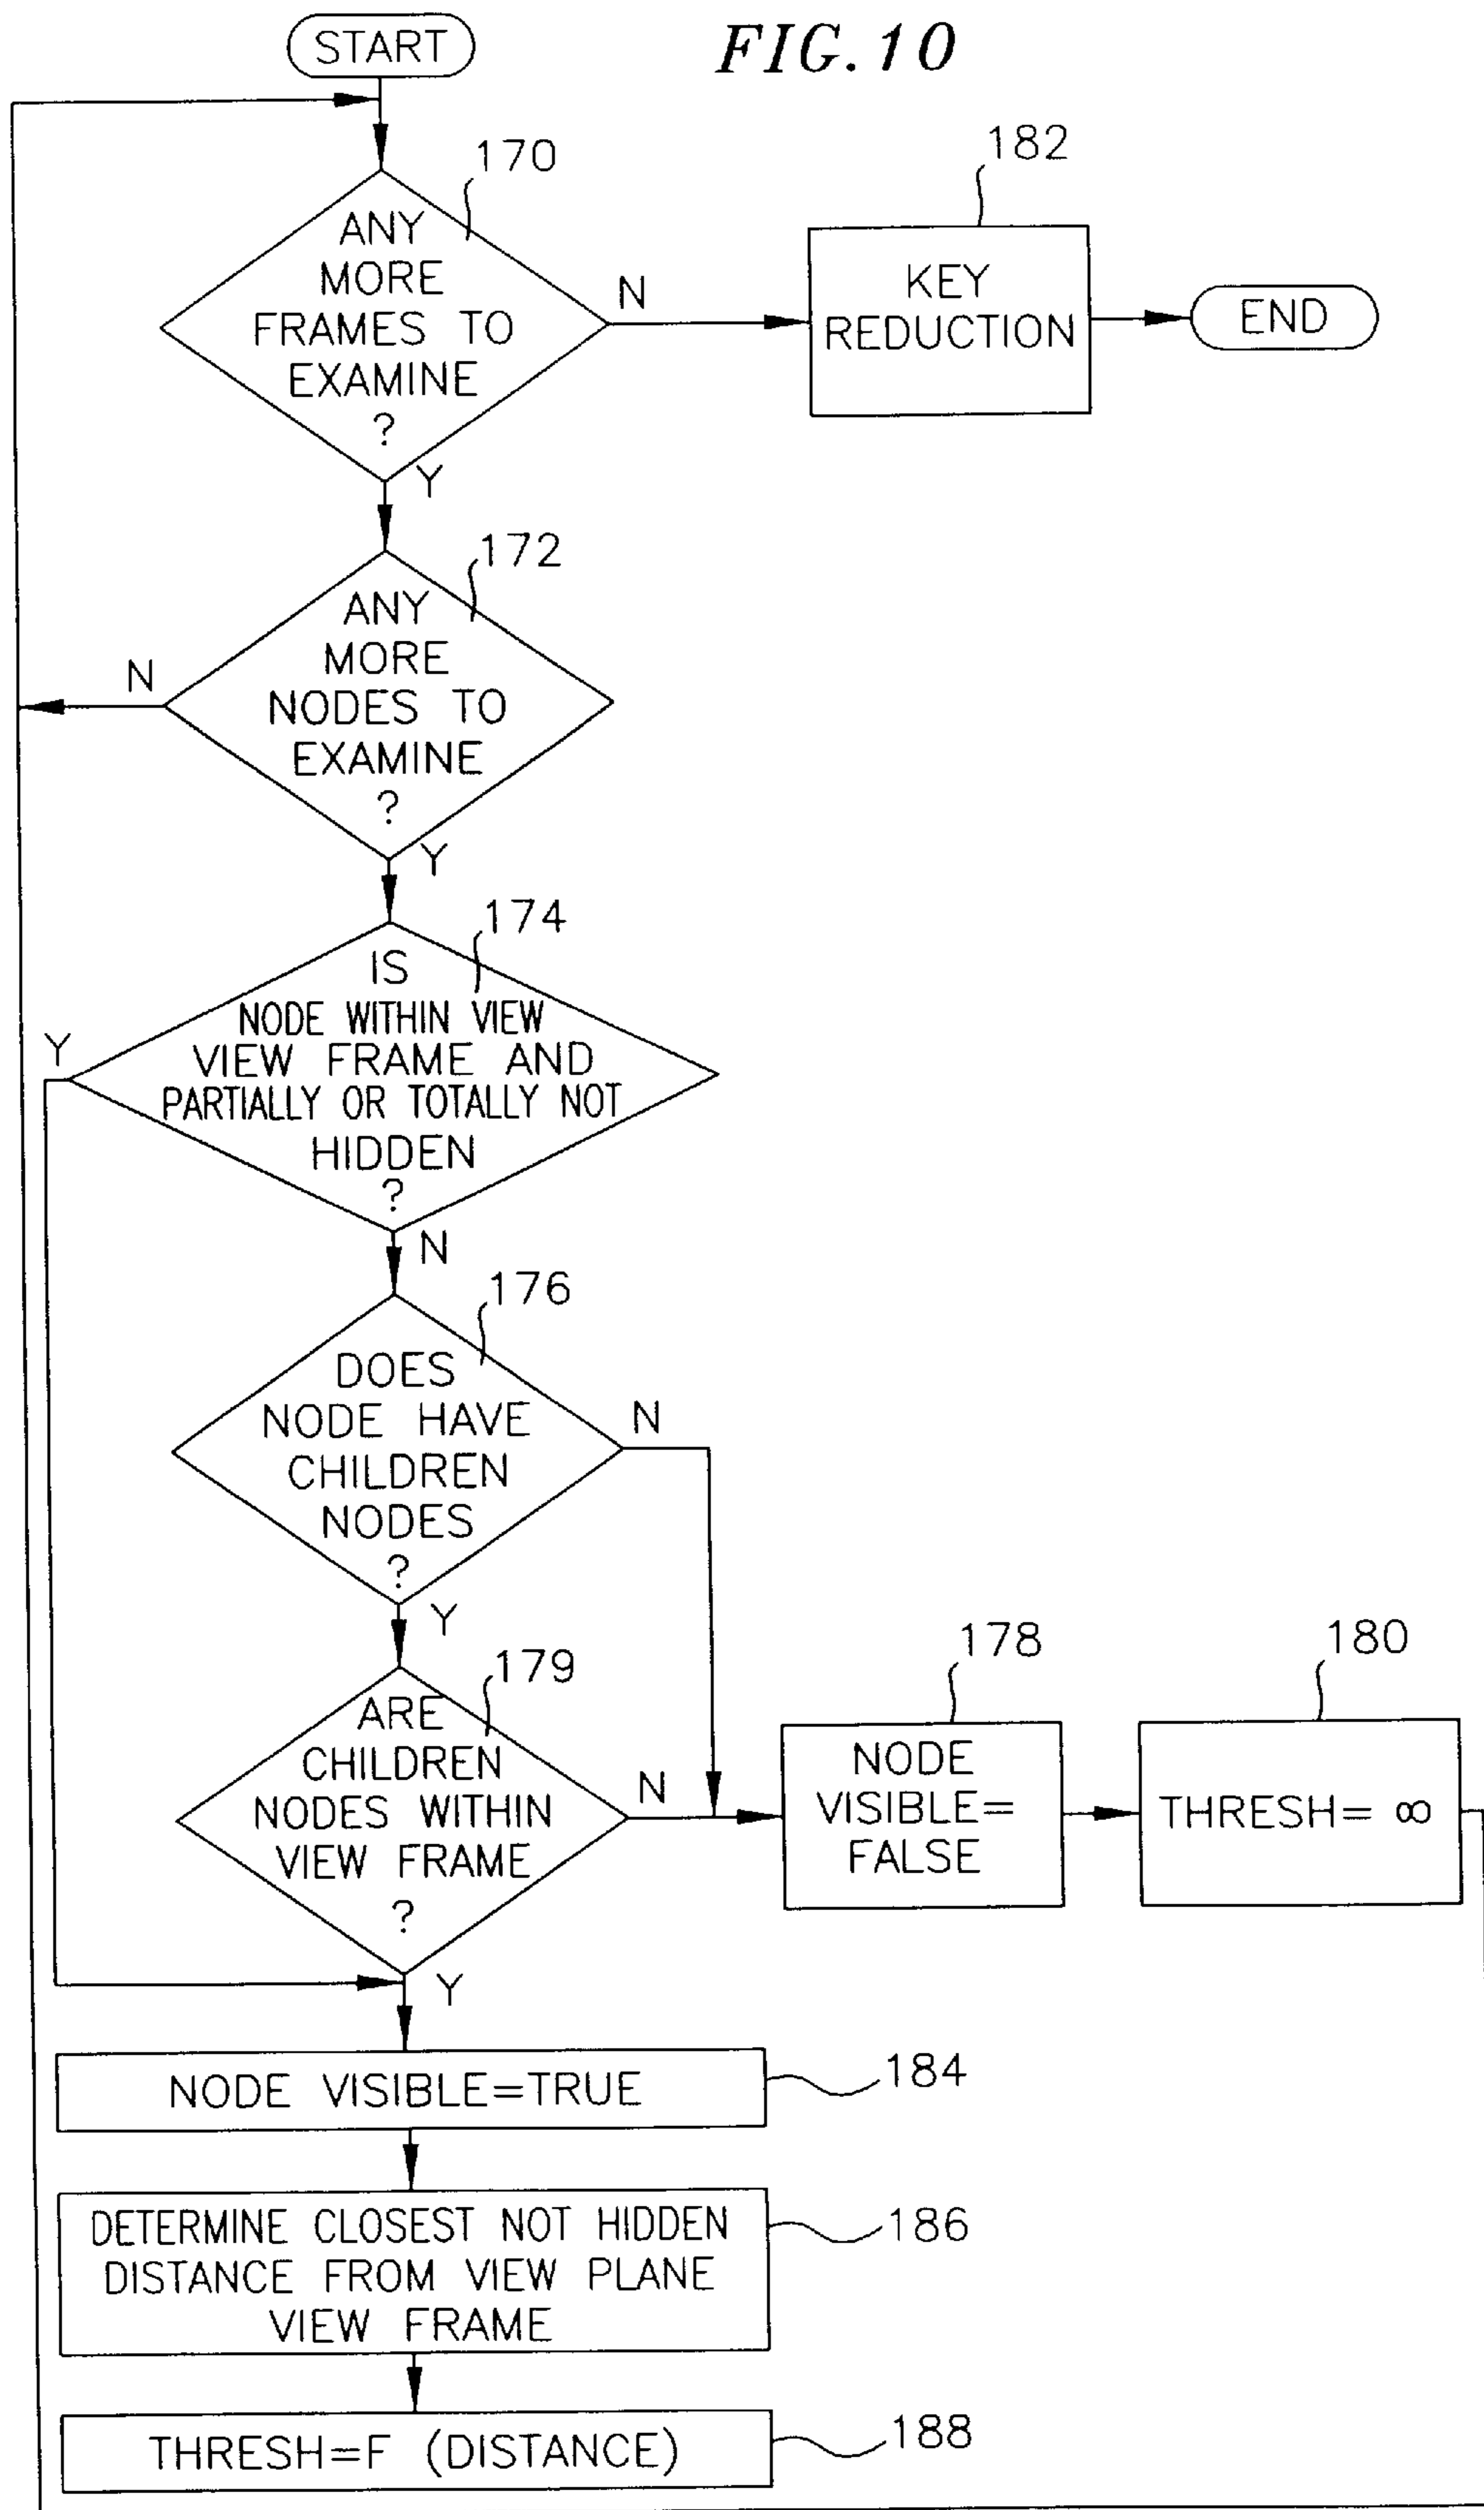 START
FIG. 10
170
182
ANY
MORE
FRAMES TO
EXAMINE
?
N
KEY
REDUCTION
END
Y
172
ANY
MORE
NODES TO
EXAMINE
?
N
Y
174
IS
NODE WITHIN VIEW
VIEW FRAME AND
PARTIALLY OR TOTALLY NOT
HIDDEN
?
Y
N
176
DOES
NODE HAVE
CHILDREN
NODES
?
N
Y
179
ARE
CHILDREN
NODES WITHIN
VIEW FRAME
?
N
178
NODE
VISIBLE=
FALSE
180
THRESH= ∞
Y
NODE VISIBLE=TRUE
184
DETERMINE CLOSEST NOT HIDDEN
DISTANCE FROM VIEW PLANE
VIEW FRAME
186
THRESH=F (DISTANCE)
188